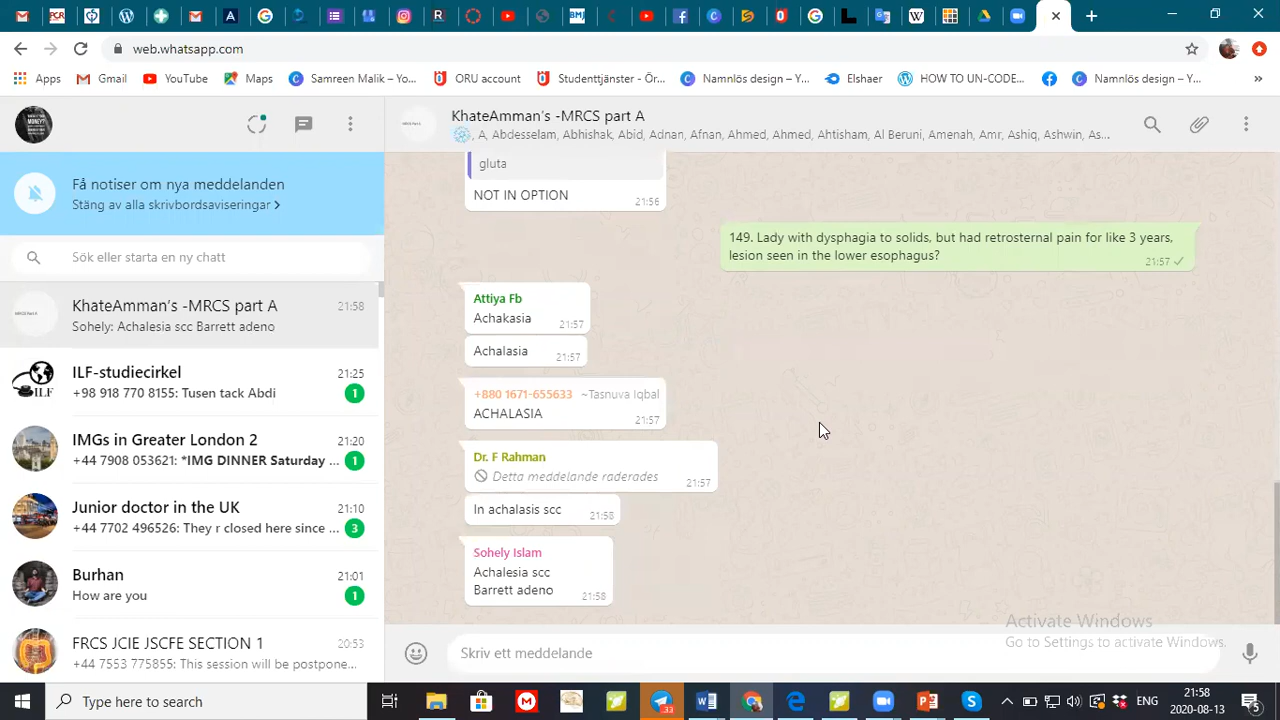 web.whatsapp.com
Apps
Gmail
YouTube
Maps
Samreen Malik – Yo...
ORU account
Studenttjänster - Ör...
Namnlös design – Y...
Elshaer
HOW TO UN-CODE...
Namnlös design – Y...
KhateAmman's -MRCS part A
A, Abdesselam, Abhishak, Abid, Adnan, Afnan, Ahmed, Ahmed, Ahtisham, Al Beruni, Amenah, Amr, Ashiq, Ashwin, As...
Få notiser om nya meddelanden
Stäng av alla skrivbordsaviseringar
Sök eller starta en ny chatt
KhateAmman's -MRCS part A 21:58
Sohely: Achalesia scc Barrett adeno
ILF-studiecirkel 21:25
+98 918 770 8155: Tusen tack Abdi 1
IMGs in Greater London 2 21:20
+44 7908 053621: *IMG DINNER Saturday ... 1
Junior doctor in the UK 21:10
+44 7702 496526: They r closed here since ... 3
Burhan 21:01
How are you 1
FRCS JCIE JSCFE SECTION 1 20:53
+44 7553 775855: This session will be postpone...
gluta
NOT IN OPTION 21:56
149. Lady with dysphagia to solids, but had retrosternal pain for like 3 years,
lesion seen in the lower esophagus? 21:57
Attiya Fb
Achakasia 21:57
Achalasia 21:57
+880 1671-655633 ~Tasnuva Iqbal
ACHALASIA 21:57
Dr. F Rahman
Detta meddelande raderades 21:57
In achalasis scc 21:58
Sohely Islam
Achalesia scc
Barrett adeno 21:58
Skriv ett meddelande
Activate Windows
Go to Settings to activate Windows.
Type here to search
ENG
21:58
2020-08-13